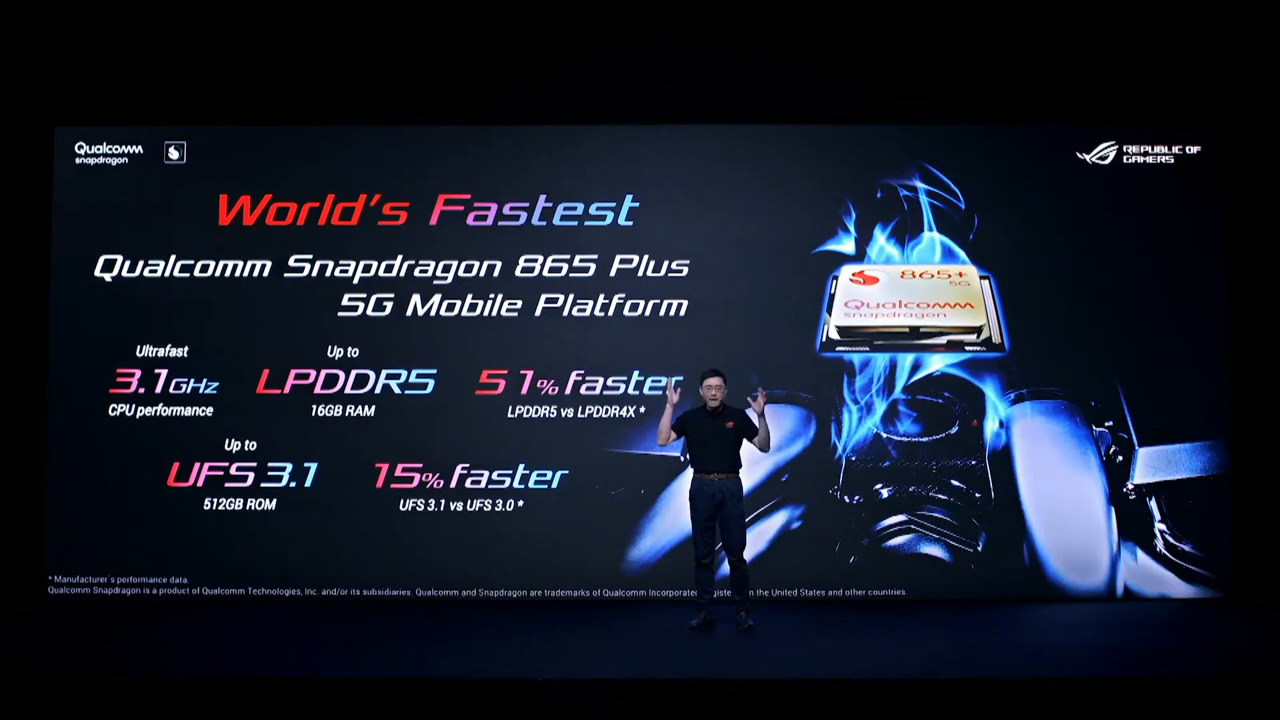 Qualcomm
snapdragon
REPUBLIC OF
GAMERS
World's Fastest
Qualcomm Snapdragon 865 Plus
5G Mobile Platform
865+
5G
Qualcomm
snapdragon
Ultrafast
3.1GHz
CPU performance
Up to
LPDDR5
16GB RAM
51% faster
LPDDR5 vs LPDDR4X *
Up to
UFS 3.1
512GB ROM
15% faster
UFS 3.1 vs UFS 3.0 *
* Manufacturer's performance data.
Qualcomm Snapdragon is a product of Qualcomm Technologies, Inc. and/or its subsidiaries. Qualcomm and Snapdragon are trademarks of Qualcomm Incorporated in the United States and other countries.